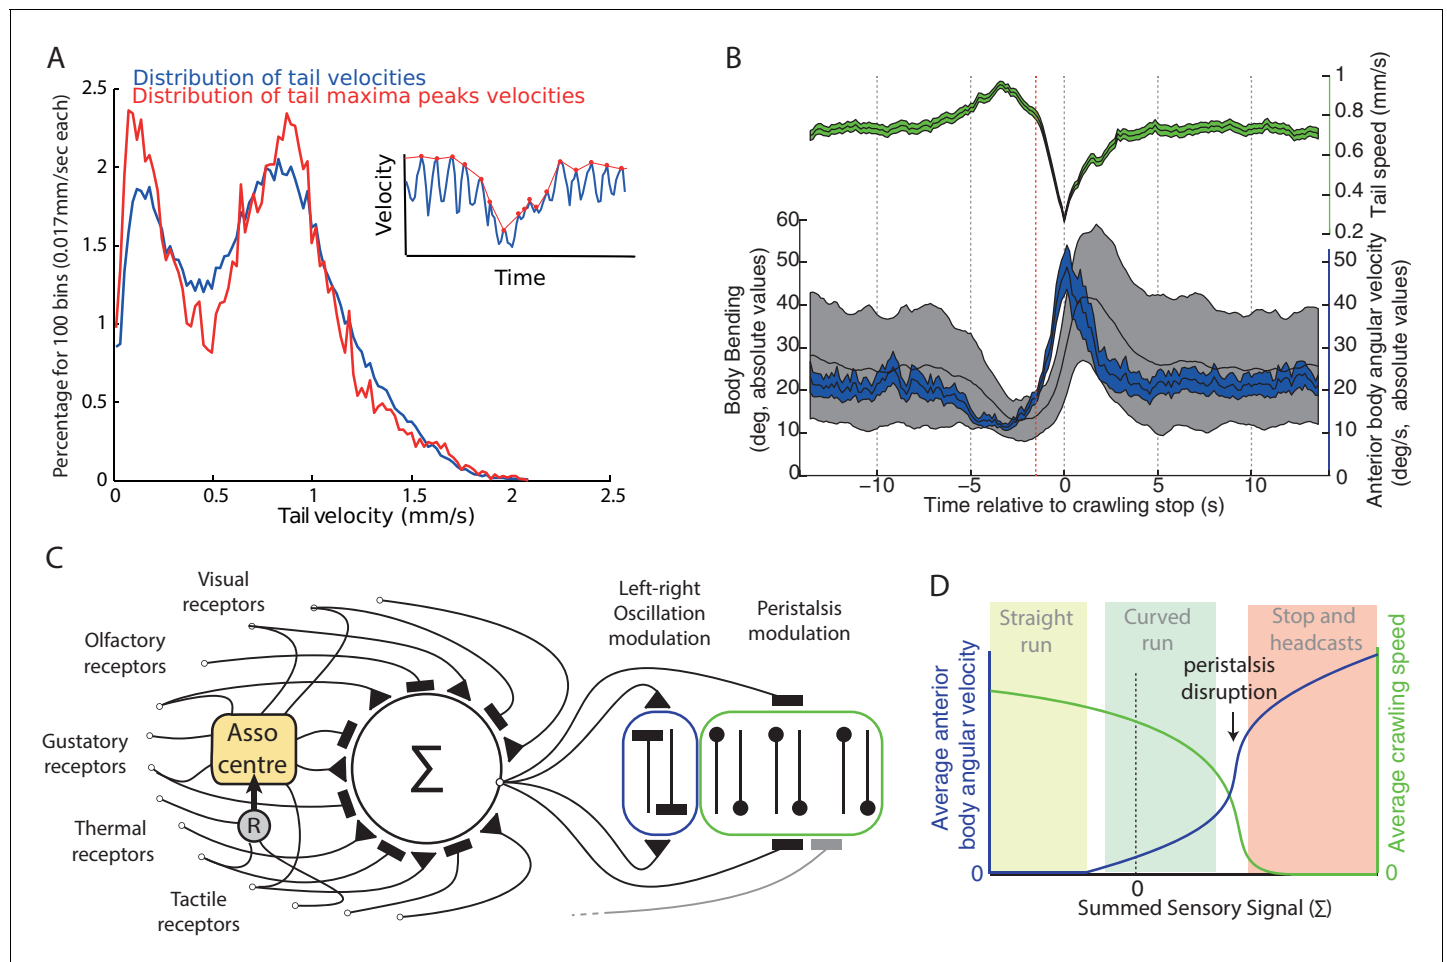 A
Distribution of tail velocities
Distribution of tail maxima peaks velocities
Percentage for 100 bins (0.017mm/sec each)
2.5
2
1.5
1
0.5
0
0
0.5
1
1.5
2
2.5
Tail velocity (mm/s)
Velocity
Time
B
1
0.8
0.6
0.4
0.2
Tail speed (mm/s)
60
50
40
30
20
10
0
Body Bending
(deg, absolute values)
50
40
30
20
10
0
Anterior body angular velocity
(deg/s, absolute values)
−10
−5
0
5
10
Time relative to crawling stop (s)
C
Visual
receptors
Olfactory
receptors
Gustatory
receptors
Thermal
receptors
Tactile
receptors
Asso
centre
R
Σ
Left-right
Oscillation
modulation
Peristalsis
modulation
D
Straight
run
Curved
run
Stop and
headcasts
peristalsis
disruption
Average anterior
body angular velocity
Average crawling speed
0
0
0
Summed Sensory Signal (Σ)